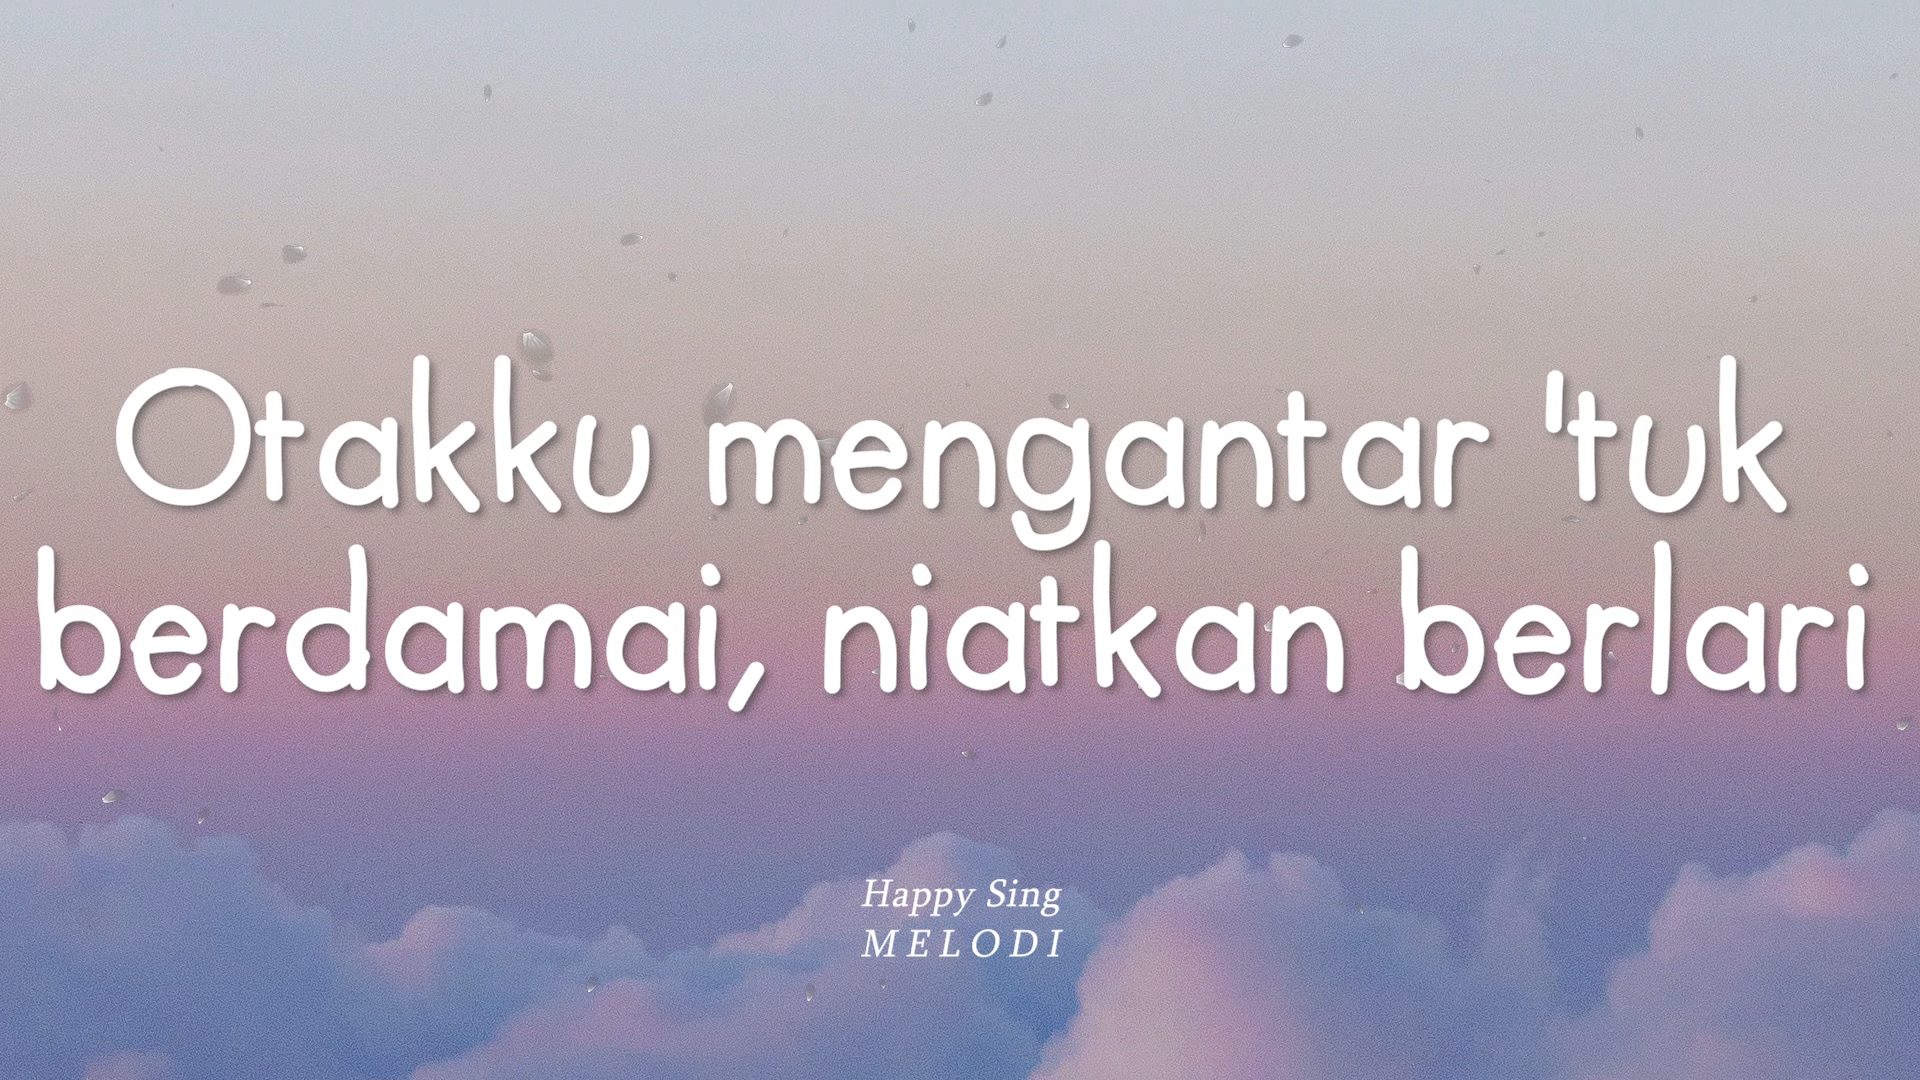 Otakku mengantar 'tuk
berdamai, niatkan berlari
Happy Sing
MELODI